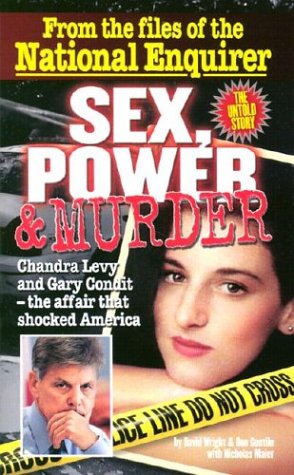 From the files of the
National Enquirer
THE UNTOLD STORY
SEX,
POWER
& MURDER
Chandra Levy
and Gary Condit
– the affair that
shocked America
POLICE LINE DO NOT CROSS
by David Wright & Don Gentile
with Nicholas Maier